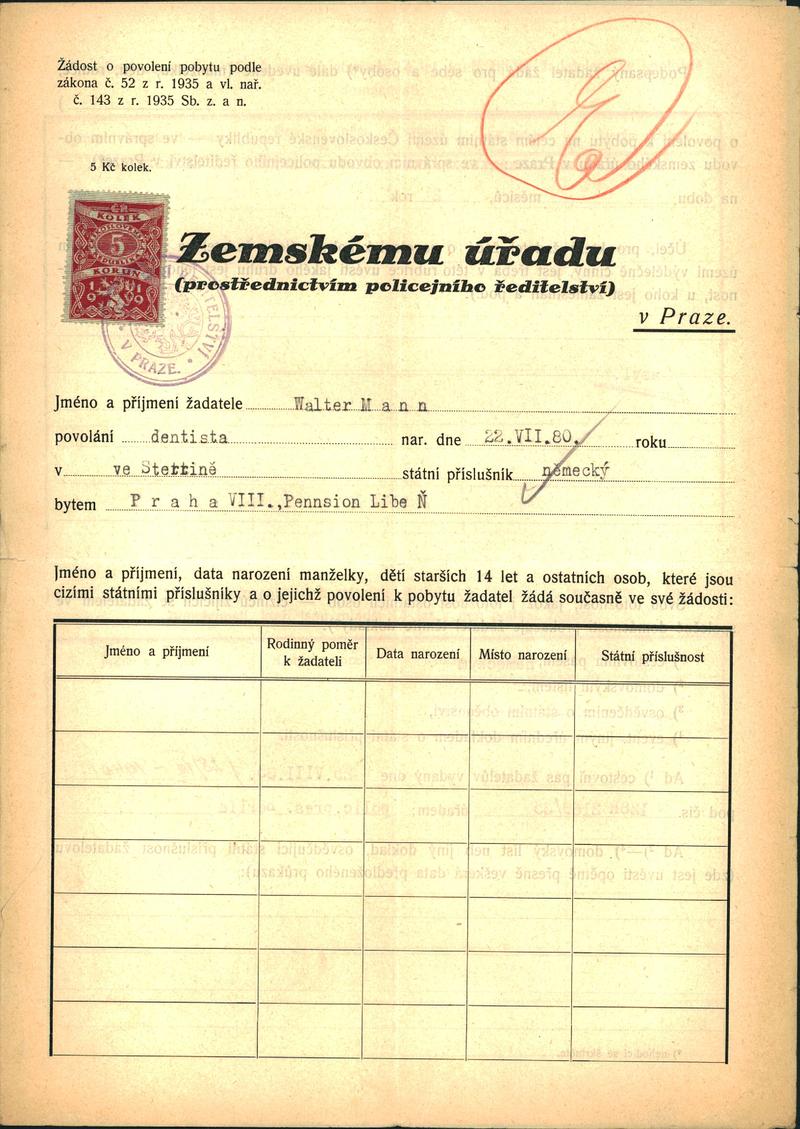 Žádost o povolení pobytu podle
zákona č. 52 z r. 1935 a vl. nař.
č. 143 z r. 1935 Sb. z. a n.
5 Kč kolek.
KOLEK
5
KORUN
1919
V PRAZE.
Zemskému úřadu
(prostřednictvím policejního ředitelství)
v Praze.
Jméno a příjmení žadatele Walter M a n n
povolání dentista nar. dne 22.VII.80. roku
v ve Stettině státní příslušník německý
bytem P r a h a VIII.,Pennsion Libe Ň
Jméno a příjmení, data narození manželky, dětí starších 14 let a ostatních osob, které jsou
cizími státními příslušníky a o jejichž povolení k pobytu žadatel žádá současně ve své žádosti:
Jméno a příjmení
Rodinný poměr
k žadateli
Data narození
Místo narození
Státní příslušnost